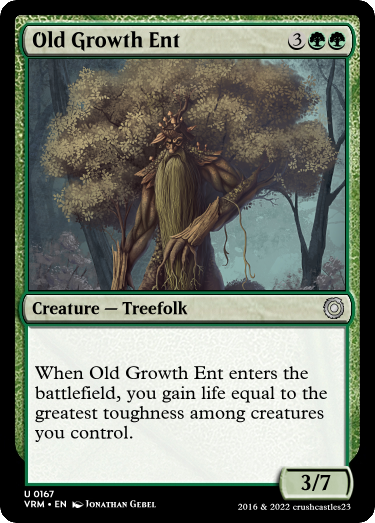 Old Growth Ent 3
Creature — Treefolk
When Old Growth Ent enters the
battlefield, you gain life equal to the
greatest toughness among creatures
you control.
3/7
U 0167
VRM • EN Jonathan Gebel
2016 & 2022 crushcastles23